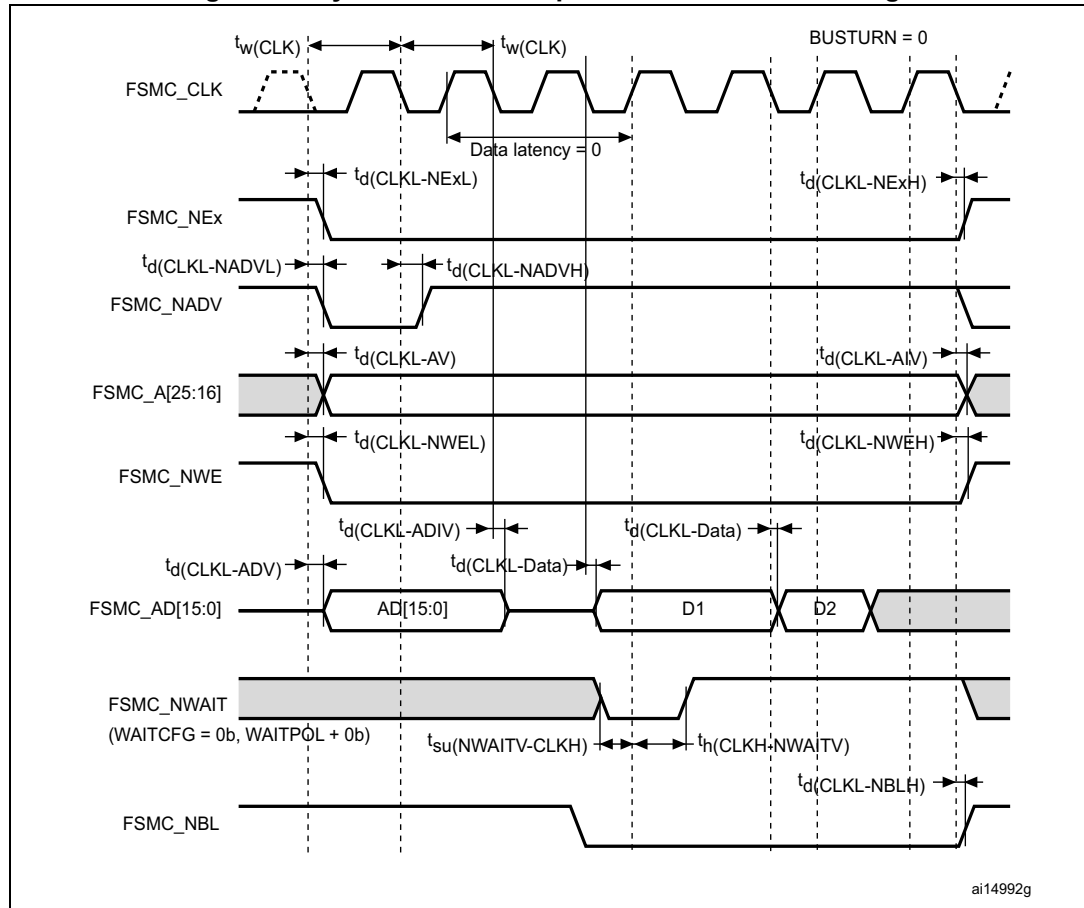 tw(CLK) tw(CLK) BUSTURN = 0
FSMC_CLK
Data latency = 0
td(CLKL-NExL) td(CLKL-NExH)
FSMC_NEx
td(CLKL-NADVL) td(CLKL-NADVH)
FSMC_NADV
td(CLKL-AV) td(CLKL-AIV)
FSMC_A[25:16]
td(CLKL-NWEL) td(CLKL-NWEH)
FSMC_NWE
td(CLKL-ADIV) td(CLKL-Data)
td(CLKL-ADV) td(CLKL-Data)
FSMC_AD[15:0] AD[15:0] D1 D2
FSMC_NWAIT
(WAITCFG = 0b, WAITPOL + 0b)
tsu(NWAITV-CLKH) th(CLKH-NWAITV)
td(CLKL-NBLH)
FSMC_NBL
ai14992g